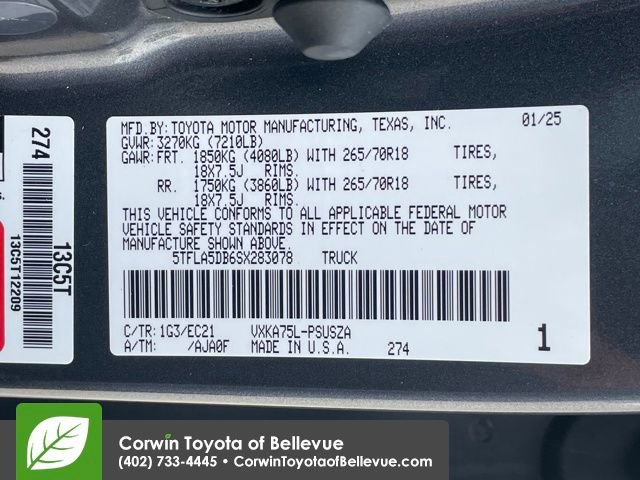 MFD.BY: TOYOTA MOTOR MANUFACTURING, TEXAS, INC. 01/25
GVWR: 3270KG (7210LB)
GAWR: FRT. 1850KG (4080LB) WITH 265/70R18 TIRES,
18X7.5J RIMS.
RR. 1750KG (3860LB) WITH 265/70R18 TIRES,
18X7.5J RIMS.
THIS VEHICLE CONFORMS TO ALL APPLICABLE FEDERAL MOTOR
VEHICLE SAFETY STANDARDS IN EFFECT ON THE DATE OF
MANUFACTURE SHOWN ABOVE.
5TFLA5DB6SX283078 TRUCK
C/TR: 1G3/EC21 VXKA75L-PSUSZA
A/TM: /AJA0F MADE IN U.S.A. 274 1
274
13C5T
13C5T12209
Corwin Toyota of Bellevue
(402) 733-4445 • CorwinToyotaofBellevue.com